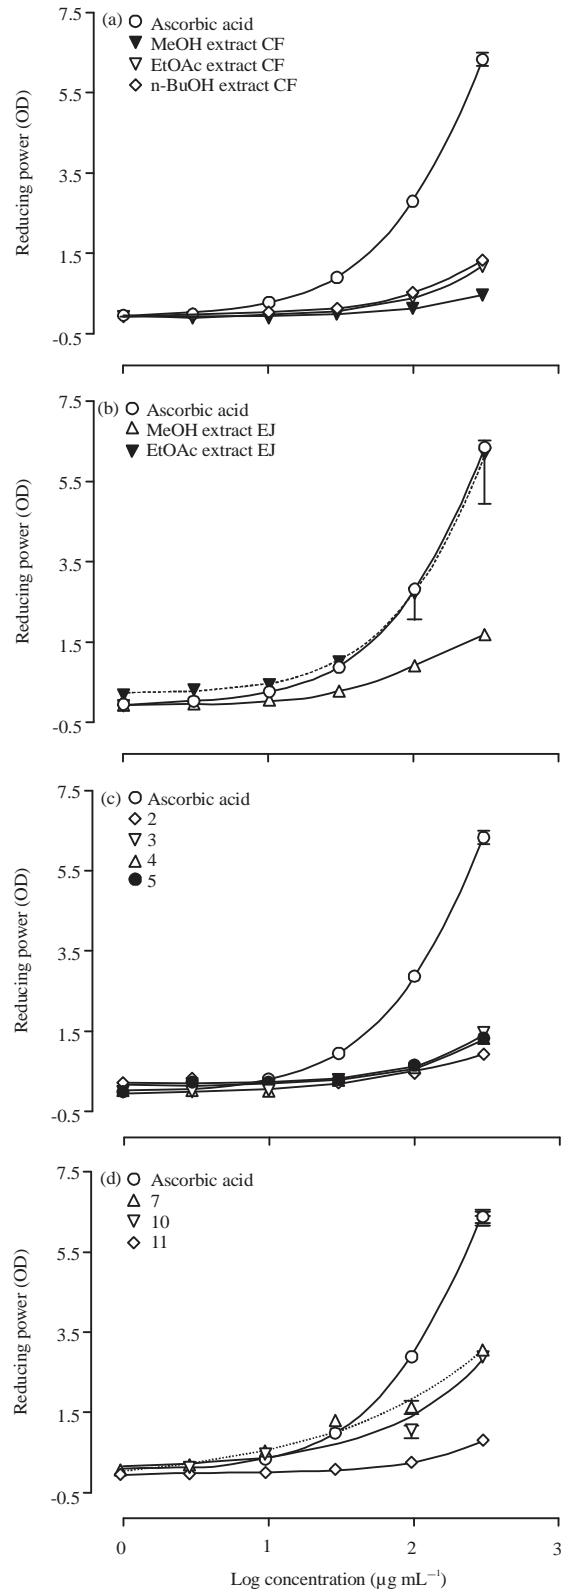 (a)
Ascorbic acid
MeOH extract CF
EtOAc extract CF
n-BuOH extract CF
7.5
5.5
3.5
1.5
-0.5
Reducing power (OD)
(b)
Ascorbic acid
MeOH extract EJ
EtOAc extract EJ
7.5
5.5
3.5
1.5
-0.5
Reducing power (OD)
(c)
Ascorbic acid
2
3
4
5
7.5
5.5
3.5
1.5
-0.5
Reducing power (OD)
(d)
Ascorbic acid
7
10
11
7.5
5.5
3.5
1.5
-0.5
Reducing power (OD)
0 1 2 3
Log concentration (µg mL⁻¹)